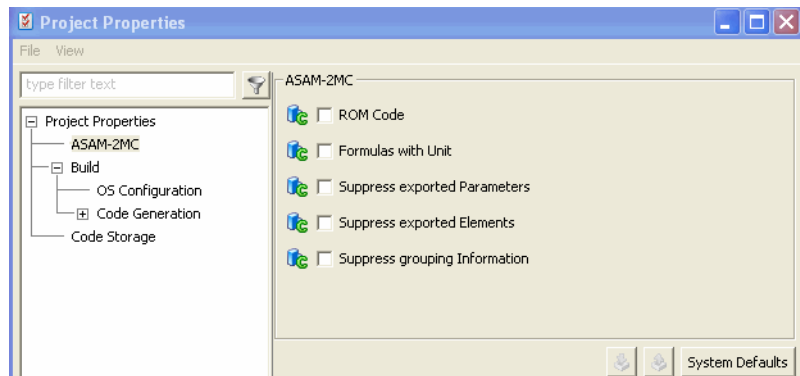 Project Properties
File View
type filter text
Project Properties
ASAM-2MC
Build
OS Configuration
Code Generation
Code Storage
ASAM-2MC
ROM Code
Formulas with Unit
Suppress exported Parameters
Suppress exported Elements
Suppress grouping Information
System Defaults